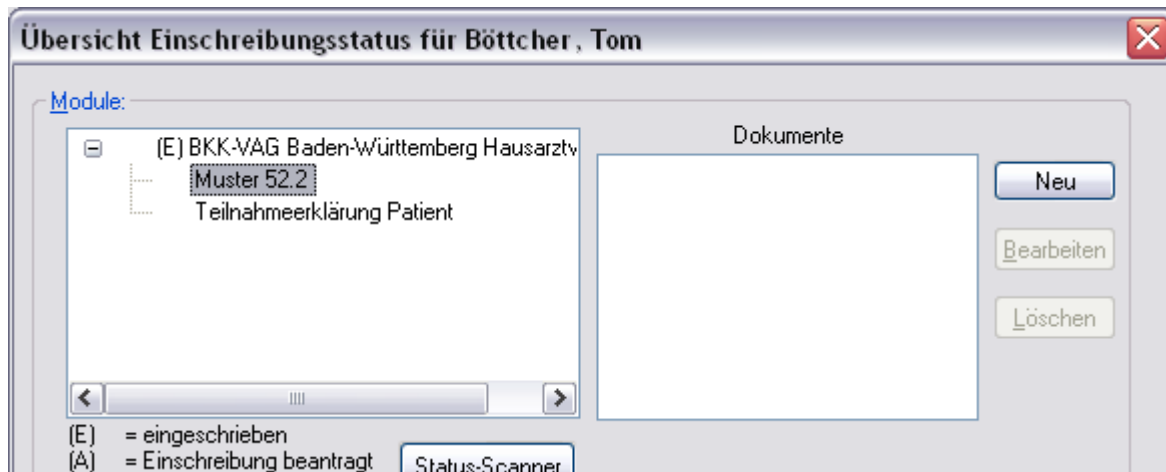 Übersicht Einschreibungsstatus für Böttcher, Tom
Module:
(E) BKK-VAG Baden-Württemberg Hausarztv
Muster 52.2
Teilnahmeerklärung Patient
Dokumente
Neu
Bearbeiten
Löschen
(E) = eingeschrieben
(A) = Einschreibung beantragt
Status-Scanner